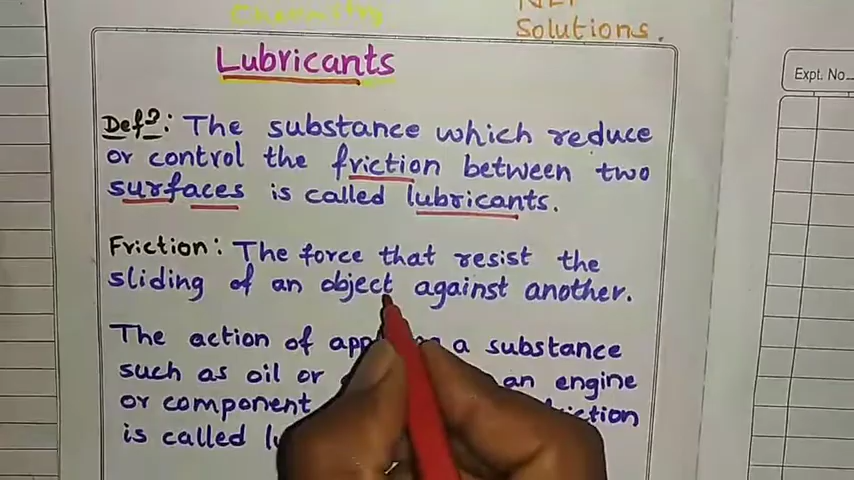 Chemistry
Solutions.
Lubricants
Expt. No.
Defn: The substance which reduce
or control the friction between two
surfaces is called lubricants.
Friction: The force that resist the
sliding of an object against another.
The action of a substance
such as oil or an engine
or component
is called